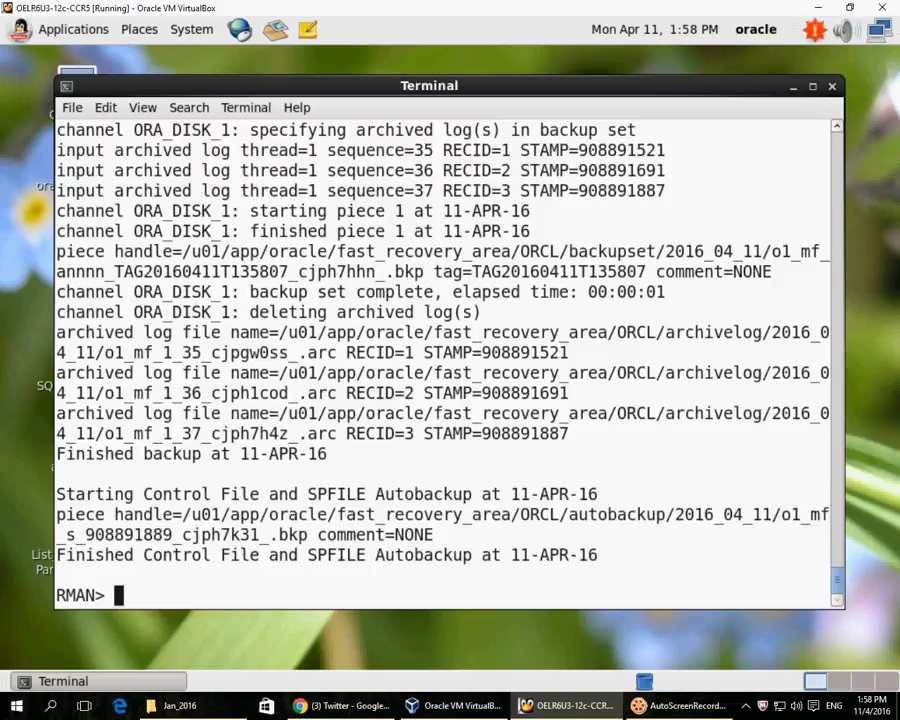 OELR6U3-12c-CCR5 [Running] - Oracle VM VirtualBox
Applications Places System Mon Apr 11, 1:58 PM oracle
Terminal
File Edit View Search Terminal Help
channel ORA_DISK_1: specifying archived log(s) in backup set
input archived log thread=1 sequence=35 RECID=1 STAMP=908891521
input archived log thread=1 sequence=36 RECID=2 STAMP=908891691
input archived log thread=1 sequence=37 RECID=3 STAMP=908891887
channel ORA_DISK_1: starting piece 1 at 11-APR-16
channel ORA_DISK_1: finished piece 1 at 11-APR-16
piece handle=/u01/app/oracle/fast_recovery_area/ORCL/backupset/2016_04_11/o1_mf_
annnn_TAG20160411T135807_cjph7hhn_.bkp tag=TAG20160411T135807 comment=NONE
channel ORA_DISK_1: backup set complete, elapsed time: 00:00:01
channel ORA_DISK_1: deleting archived log(s)
archived log file name=/u01/app/oracle/fast_recovery_area/ORCL/archivelog/2016_0
4_11/o1_mf_1_35_cjpgw0ss_.arc RECID=1 STAMP=908891521
archived log file name=/u01/app/oracle/fast_recovery_area/ORCL/archivelog/2016_0
4_11/o1_mf_1_36_cjph1cod_.arc RECID=2 STAMP=908891691
archived log file name=/u01/app/oracle/fast_recovery_area/ORCL/archivelog/2016_0
4_11/o1_mf_1_37_cjph7h4z_.arc RECID=3 STAMP=908891887
Finished backup at 11-APR-16
Starting Control File and SPFILE Autobackup at 11-APR-16
piece handle=/u01/app/oracle/fast_recovery_area/ORCL/autobackup/2016_04_11/o1_mf
_s_908891889_cjph7k31_.bkp comment=NONE
Finished Control File and SPFILE Autobackup at 11-APR-16
RMAN>
SQ
List
Par
Terminal
Jan_2016 (3) Twitter - Google... Oracle VM VirtualB... OELR6U3-12c-CCR... AutoScreenRecord... ENG 1:58 PM
11/4/2016